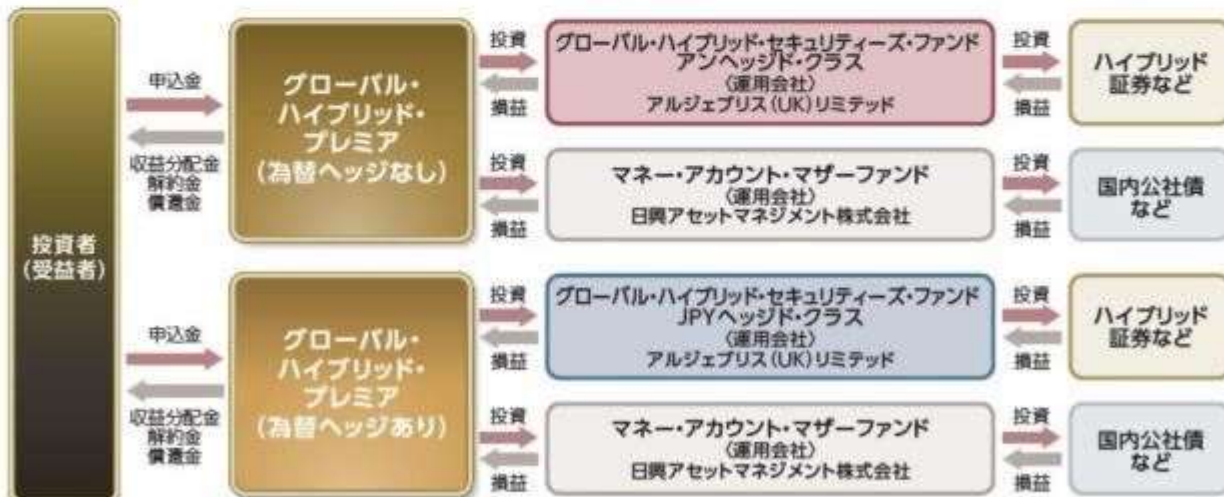 投資者
(受益者)
申込金
収益分配金
解約金
償還金
グローバル・
ハイブリッド・
プレミア
(為替ヘッジなし)
投資
損益
グローバル・ハイブリッド・セキュリティーズ・ファンド
アンヘッジド・クラス
〈運用会社〉
アルジェブリス(UK)リミテッド
投資
損益
ハイブリッド
証券など
投資
損益
マネー・アカウント・マザーファンド
〈運用会社〉
日興アセットマネジメント株式会社
投資
損益
国内公社債
など
申込金
収益分配金
解約金
償還金
グローバル・
ハイブリッド・
プレミア
(為替ヘッジあり)
投資
損益
グローバル・ハイブリッド・セキュリティーズ・ファンド
JPYヘッジド・クラス
〈運用会社〉
アルジェブリス(UK)リミテッド
投資
損益
ハイブリッド
証券など
投資
損益
マネー・アカウント・マザーファンド
〈運用会社〉
日興アセットマネジメント株式会社
投資
損益
国内公社債
など